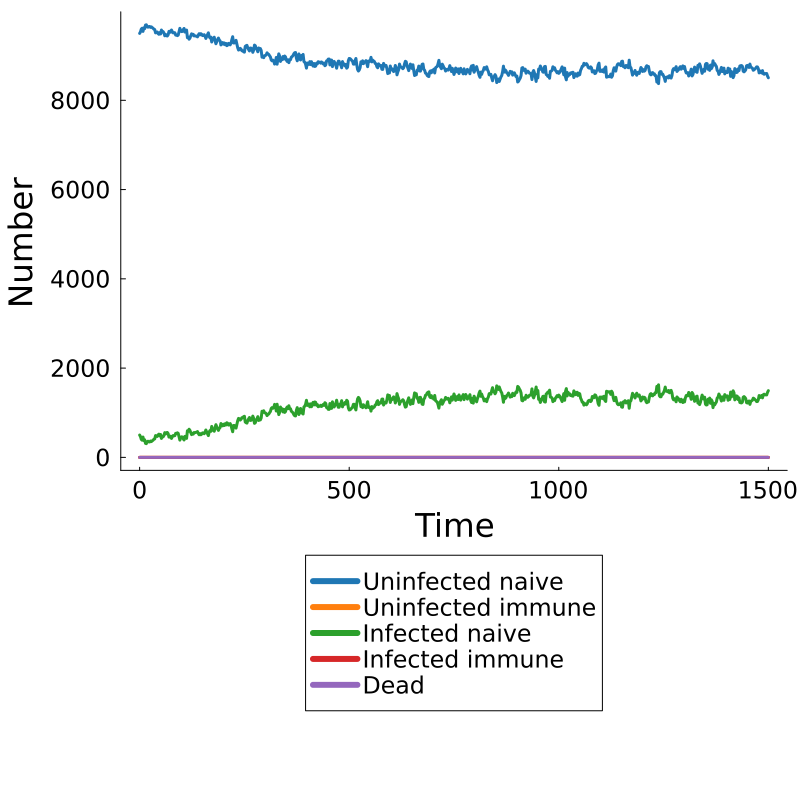 Number
8000
6000
4000
2000
0
0 500 1000 1500
Time
Uninfected naive
Uninfected immune
Infected naive
Infected immune
Dead